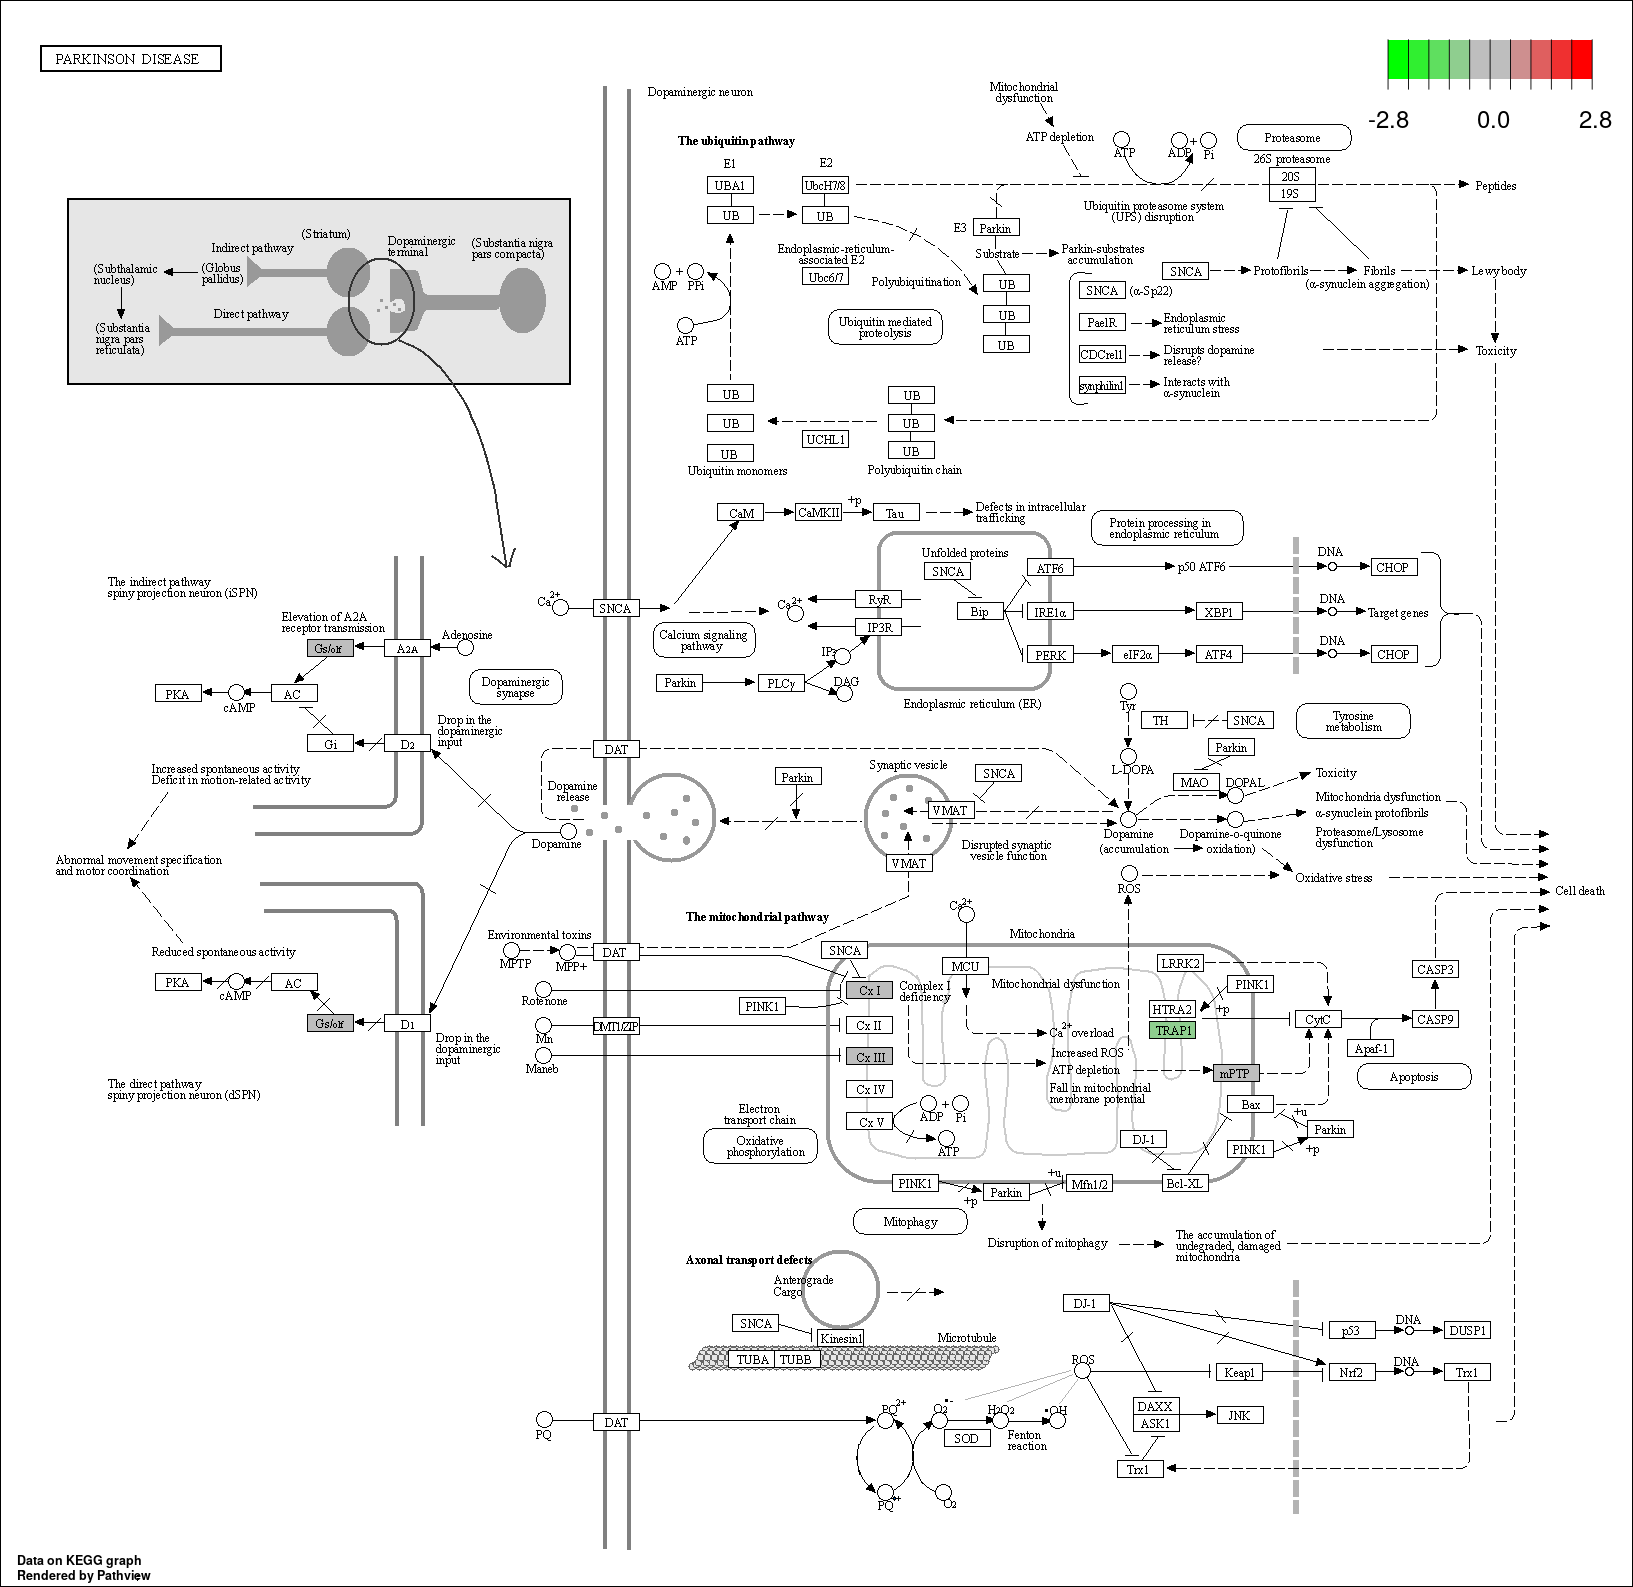 PARKINSON DISEASE
-2.8
0.0
2.8
Dopaminergic neuron
Mitochondrial
dysfunction
ATP depletion
ATP
ADP
+
Pi
Proteasome
26S proteasome
20S
19S
Peptides
The ubiquitin pathway
E1
E2
UBA1
UbcH7/8
UB
UB
Ubiquitin proteasome system
(UPS) disruption
E3
Parkin
Substrate
Parkin-substrates
accumulation
Endoplasmic-reticulum-
associated E2
Ubc6/7
Polyubiquitination
AMP
+
PPi
ATP
UB
UB
UB
Ubiquitin mediated
proteolysis
SNCA
Protofibrils
Fibrils
(α-synuclein aggregation)
Lewy body
SNCA
(α-Sp22)
PaelR
Endoplasmic
reticulum stress
CDCrel1
Disrupts dopamine
release?
synphilin1
Interacts with
α-synuclein
Toxicity
UB
UB
UB
Ubiquitin monomers
UCHL1
UB
UB
UB
Polyubiquitin chain
(Striatum)
Indirect pathway
Dopaminergic
terminal
(Substantia nigra
pars compacta)
(Subthalamic
nucleus)
(Globus
pallidus)
Direct pathway
(Substantia
nigra pars
reticulata)
CaM
CaMKII
+p
Tau
Defects in intracellular
trafficking
Protein processing in
endoplasmic reticulum
Unfolded proteins
SNCA
Bip
ATF6
p50 ATF6
DNA
CHOP
IRE1α
XBP1
DNA
Target genes
PERK
eIF2α
ATF4
DNA
CHOP
Ca2+
SNCA
Ca2+
RyR
IP3R
Calcium signaling
pathway
IP3
DAG
Parkin
PLCγ
Endoplasmic reticulum (ER)
The indirect pathway
spiny projection neuron (iSPN)
Elevation of A2A
receptor transmission
Gs/olf
A2A
Adenosine
PKA
cAMP
AC
Gi
D2
Drop in the
dopaminergic
input
Dopaminergic
synapse
Increased spontaneous activity
Deficit in motion-related activity
Abnormal movement specification
and motor coordination
Reduced spontaneous activity
PKA
cAMP
AC
Gs/olf
D1
Drop in the
dopaminergic
input
The direct pathway
spiny projection neuron (dSPN)
DAT
Dopamine
release
Dopamine
Parkin
Synaptic vesicle
SNCA
VMAT
VMAT
Disrupted synaptic
vesicle function
Tyr
TH
SNCA
Tyrosine
metabolism
L-DOPA
Parkin
MAO
DOPAL
Toxicity
Dopamine
(accumulation
Dopamine-o-quinone
oxidation)
Mitochondria dysfunction
α-synuclein protofibrils
Proteasome/Lysosome
dysfunction
Oxidative stress
ROS
Cell death
The mitochondrial pathway
Environmental toxins
MPTP
MPP+
DAT
Rotenone
Mn
DMT1/ZIP
Maneb
PINK1
SNCA
Ca2+
MCU
Mitochondria
Cx I
Complex I
deficiency
Mitochondrial dysfunction
Cx II
Cx III
Cx IV
Cx V
ADP
+
Pi
ATP
Ca2+ overload
Increased ROS
ATP depletion
Fall in mitochondrial
membrane potential
LRRK2
PINK1
+p
HTRA2
TRAP1
CytC
mPTP
Bax
+u
Parkin
PINK1
+p
DJ-1
Bcl-XL
CASP3
CASP9
Apaf-1
Apoptosis
Electron
transport chain
Oxidative
phosphorylation
PINK1
+p
Parkin
+u
Mfn1/2
Mitophagy
Disruption of mitophagy
The accumulation of
undegraded, damaged
mitochondria
Axonal transport defects
Anterograde
Cargo
SNCA
Kinesin1
Microtubule
TUBA
TUBB
DJ-1
p53
DNA
DUSP1
ROS
Keap1
Nrf2
DNA
Trx1
DAXX
ASK1
JNK
Trx1
PQ
DAT
PQ2+
O2•-
H2O2
•OH
SOD
Fenton
reaction
PQ•+
O2
Data on KEGG graph
Rendered by Pathview